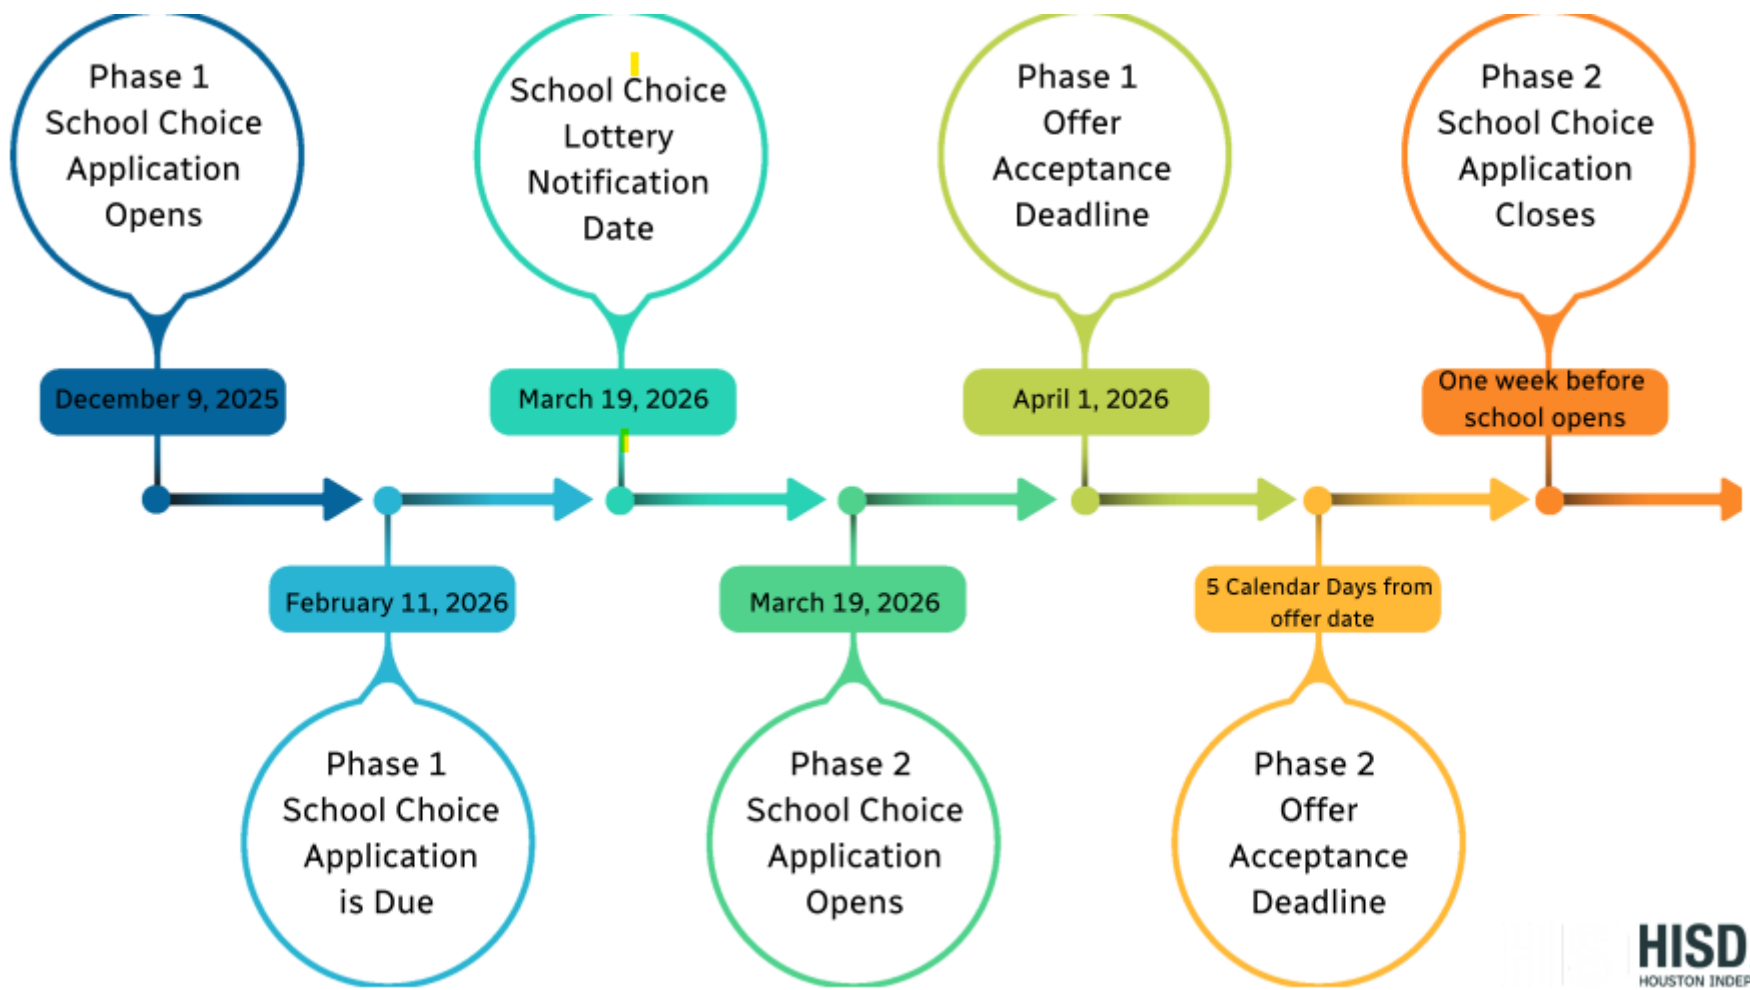 Phase 1
School Choice
Application
Opens
December 9, 2025
February 11, 2026
Phase 1
School Choice
Application
is Due
School Choice
Lottery
Notification
Date
March 19, 2026
March 19, 2026
Phase 2
School Choice
Application
Opens
Phase 1
Offer
Acceptance
Deadline
April 1, 2026
5 Calendar Days from
offer date
Phase 2
Offer
Acceptance
Deadline
Phase 2
School Choice
Application
Closes
One week before
school opens
HISD
HOUSTON INDEP